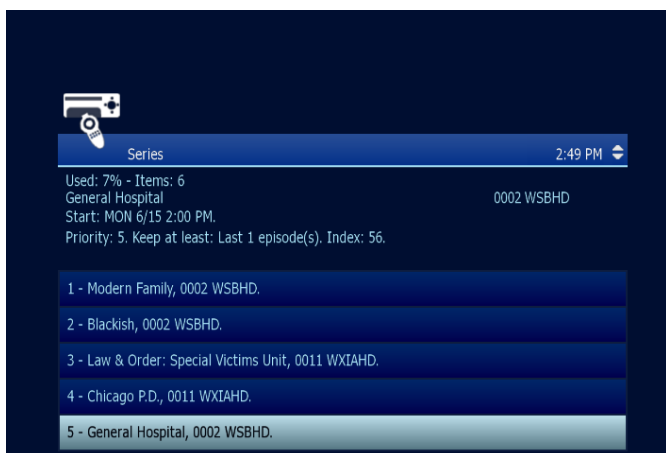 Series 2:49 PM
Used: 7% - Items: 6
General Hospital 0002 WSBHD
Start: MON 6/15 2:00 PM.
Priority: 5. Keep at least: Last 1 episode(s). Index: 56.
1 - Modern Family, 0002 WSBHD.
2 - Blackish, 0002 WSBHD.
3 - Law & Order: Special Victims Unit, 0011 WXIAHD.
4 - Chicago P.D., 0011 WXIAHD.
5 - General Hospital, 0002 WSBHD.